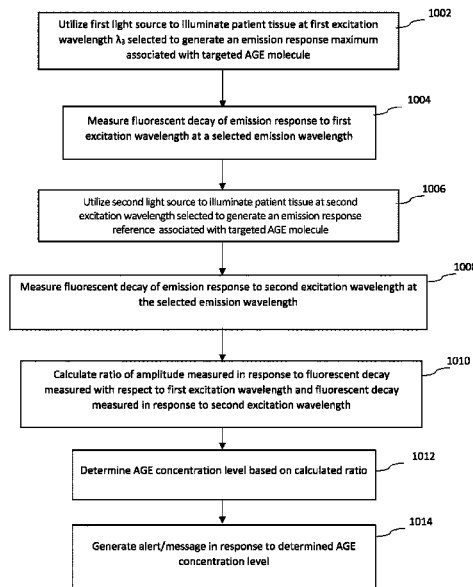 1002
Utilize first light source to illuminate patient tissue at first excitation
wavelength λ₃ selected to generate an emission response maximum
associated with targeted AGE molecule
1004
Measure fluorescent decay of emission response to first
excitation wavelength at a selected emission wavelength
1006
Utilize second light source to illuminate patient tissue at second
excitation wavelength selected to generate an emission response
reference associated with targeted AGE molecule
Measure fluorescent decay of emission response to second excitation wavelength at
the selected emission wavelength
1010
Calculate ratio of amplitude measured in response to fluorescent decay
measured with respect to first excitation wavelength and fluorescent decay
measured in response to second excitation wavelength
1012
Determine AGE concentration level based on calculated ratio
1014
Generate alert/message in response to determined AGE
concentration level